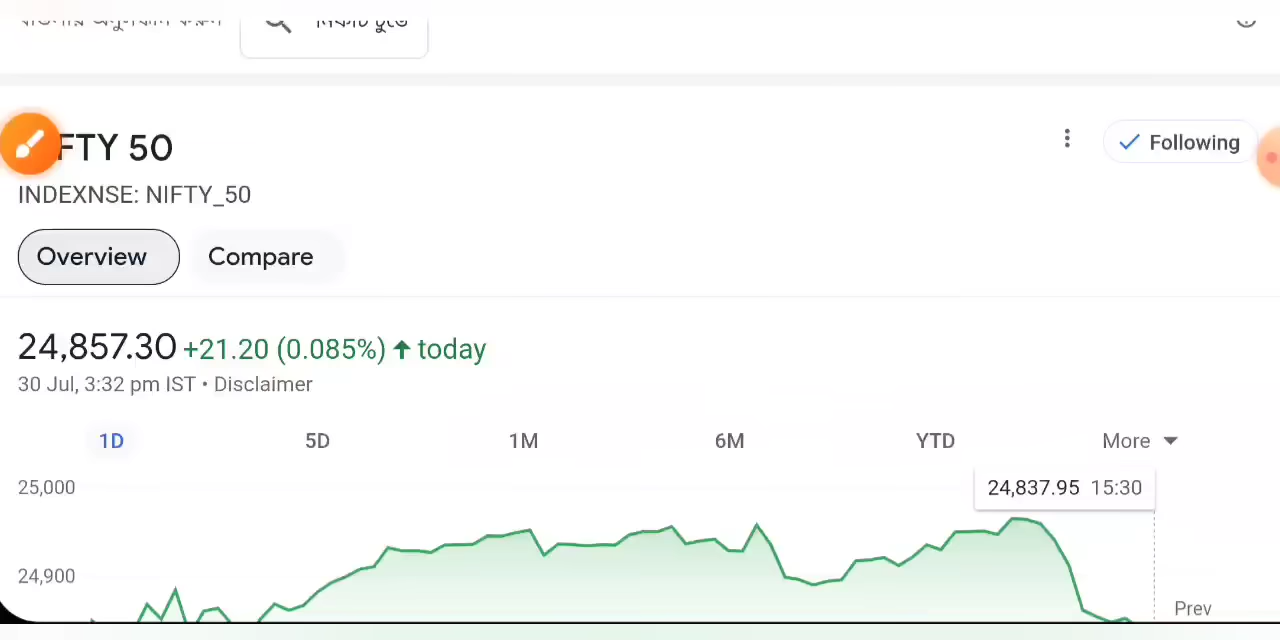 FTY 50
Following
INDEXNSE: NIFTY_50
Overview
Compare
24,857.30 +21.20 (0.085%) ↑ today
30 Jul, 3:32 pm IST • Disclaimer
1D 5D 1M 6M YTD More
24,837.95 15:30
25,000
24,900
Prev